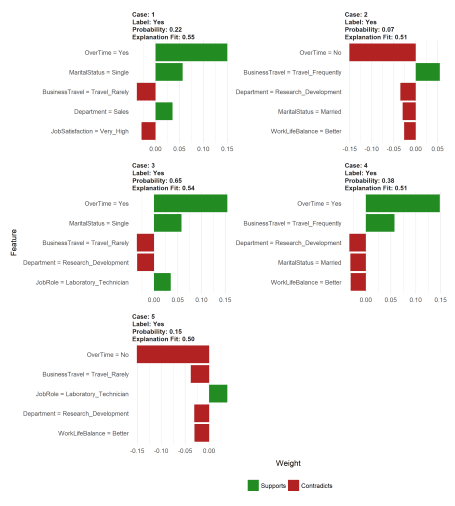 Case: 1
Label: Yes
Probability: 0.22
Explanation Fit: 0.55
OverTime = Yes
MaritalStatus = Single
BusinessTravel = Travel_Rarely
Department = Sales
JobSatisfaction = Very_High
0.00 0.05 0.10 0.15
Case: 2
Label: Yes
Probability: 0.07
Explanation Fit: 0.51
OverTime = No
BusinessTravel = Travel_Frequently
Department = Research_Development
MaritalStatus = Married
WorkLifeBalance = Better
-0.15 -0.10 -0.05 0.00 0.05
Case: 3
Label: Yes
Probability: 0.65
Explanation Fit: 0.54
OverTime = Yes
MaritalStatus = Single
BusinessTravel = Travel_Rarely
Department = Research_Development
JobRole = Laboratory_Technician
0.00 0.05 0.10 0.15
Case: 4
Label: Yes
Probability: 0.38
Explanation Fit: 0.51
OverTime = Yes
BusinessTravel = Travel_Frequently
Department = Research_Development
MaritalStatus = Married
WorkLifeBalance = Better
0.00 0.05 0.10 0.15
Case: 5
Label: Yes
Probability: 0.15
Explanation Fit: 0.50
OverTime = No
BusinessTravel = Travel_Rarely
JobRole = Laboratory_Technician
Department = Research_Development
WorkLifeBalance = Better
-0.15 -0.10 -0.05 0.00
Feature
Weight
Supports Contradicts